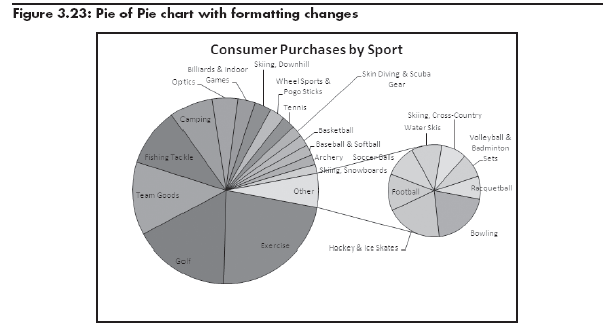 Figure 3.23: Pie of Pie chart with formatting changes
Consumer Purchases by Sport
Skiing, Downhill
Billiards & Indoor
Games
Optics
Wheel Sports &
Pogo Sticks
Skin Diving & Scuba
Gear
Tennis
Camping
Basketball
Baseball & Softball
Archery
Soccer Balls
Skiing, Snowboards
Fishing Tackle
Team Goods
Other
Golf
Exercise
Skiing, Cross-Country
Water Skis
Volleyball &
Badminton
Sets
Football
Racquetball
Bowling
Hockey & Ice Skates